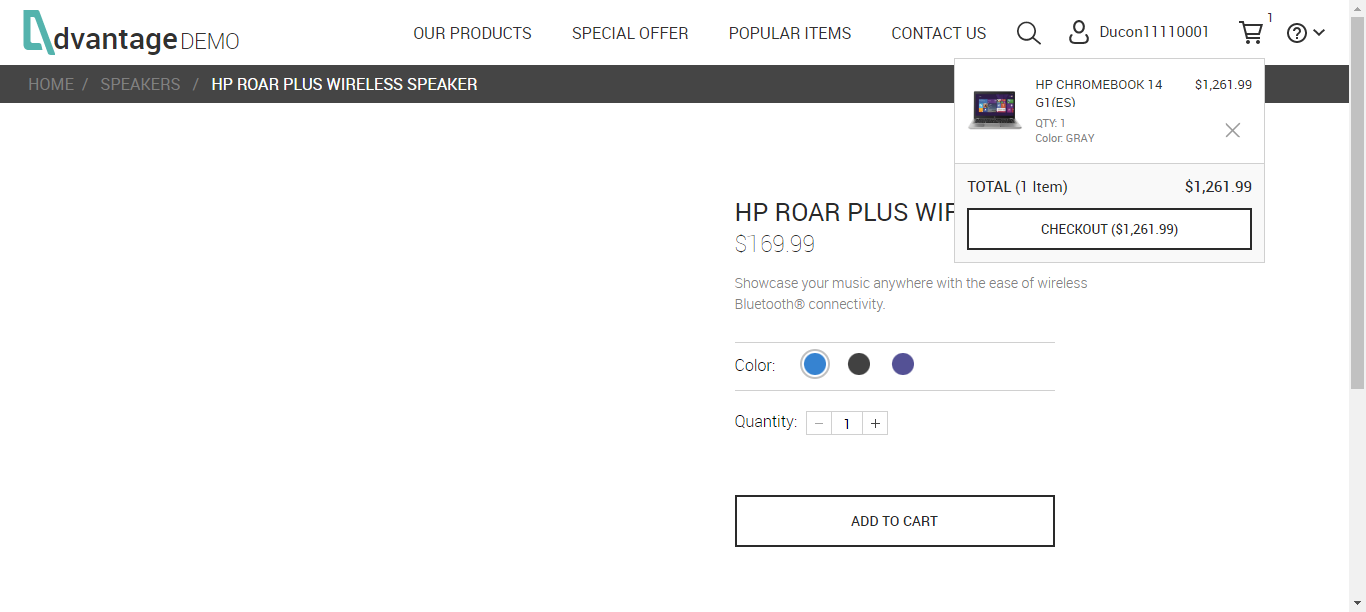 dvantage DEMO
OUR PRODUCTS
SPECIAL OFFER
POPULAR ITEMS
CONTACT US
Ducon11110001
1
HOME / SPEAKERS / HP ROAR PLUS WIRELESS SPEAKER
HP CHROMEBOOK 14 $1,261.99
G1(ES)
QTY: 1
Color: GRAY
TOTAL (1 Item) $1,261.99
CHECKOUT ($1,261.99)
HP ROAR PLUS
$169.99
Showcase your music anywhere with the ease of wireless
Bluetooth® connectivity.
Color:
Quantity: − 1 +
ADD TO CART